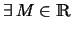 ∃ M ∈ ℝ